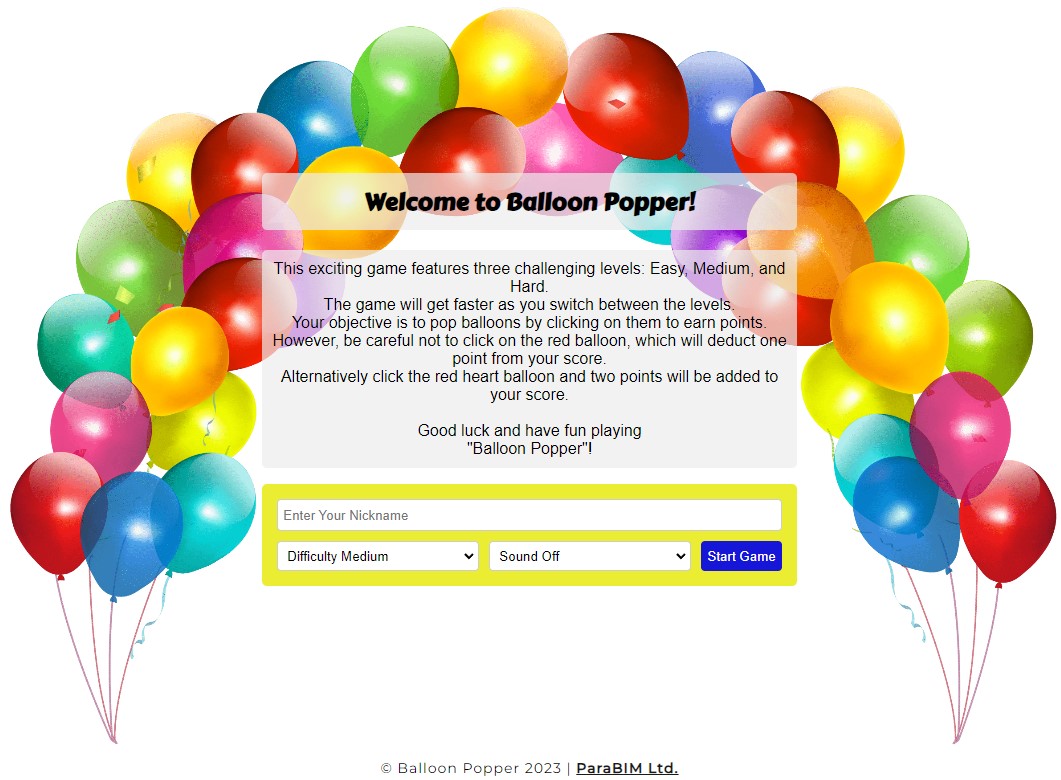 Welcome to Balloon Popper!
This exciting game features three challenging levels: Easy, Medium, and
Hard.
The game will get faster as you switch between the levels.
Your objective is to pop balloons by clicking on them to earn points.
However, be careful not to click on the red balloon, which will deduct one
point from your score.
Alternatively click the red heart balloon and two points will be added to
your score.
Good luck and have fun playing
"Balloon Popper"!
Enter Your Nickname
Difficulty Medium
Sound Off
Start Game
© Balloon Popper 2023 | ParaBIM Ltd.